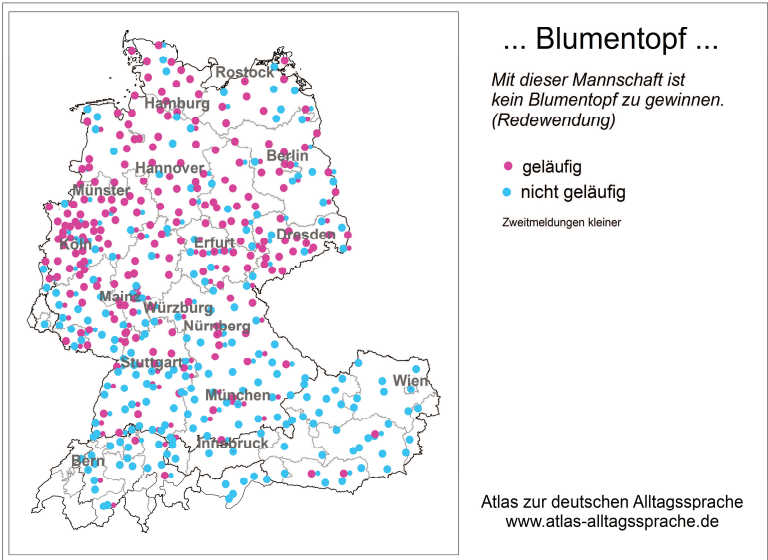 ... Blumentopf ...
Mit dieser Mannschaft ist
kein Blumentopf zu gewinnen.
(Redewendung)
geläufig
nicht geläufig
Zweitmeldungen kleiner
Rostock
Hamburg
Berlin
Hannover
Münster
Köln
Erfurt
Dresden
Mainz
Würzburg
Nürnberg
Stuttgart
Wien
München
Innsbruck
Bern
Atlas zur deutschen Alltagssprache
www.atlas-alltagssprache.de